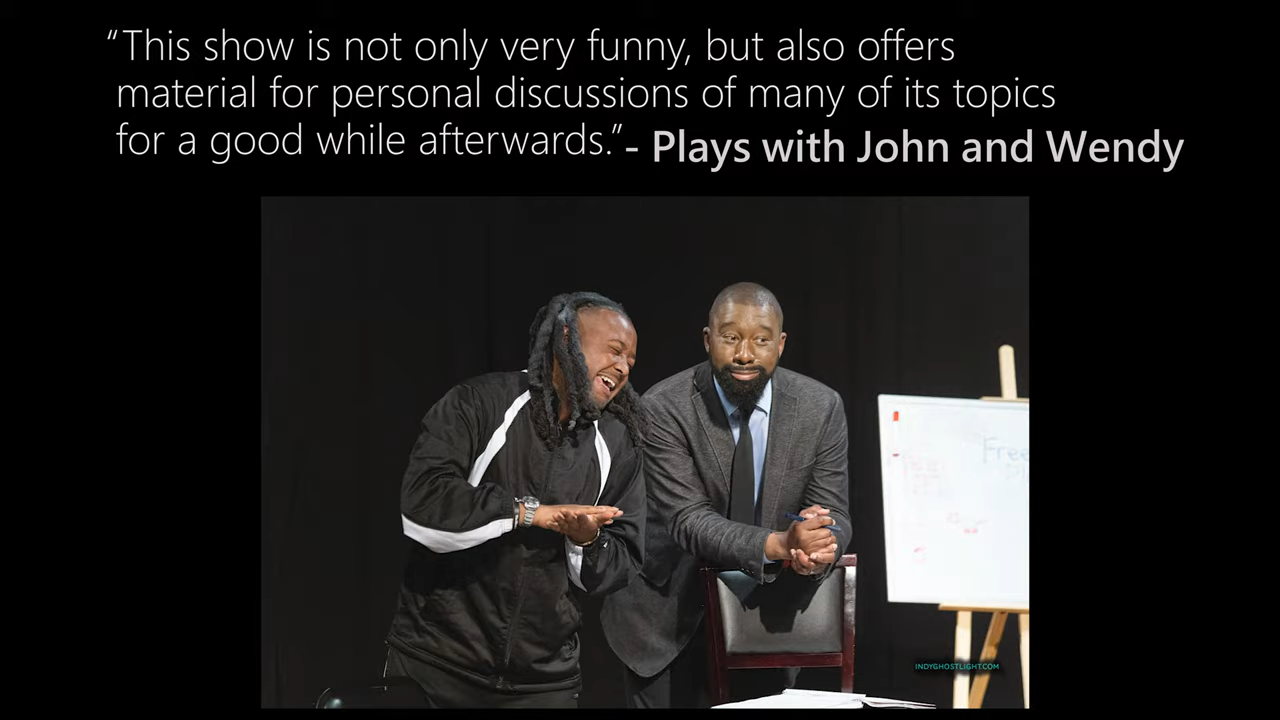 “This show is not only very funny, but also offers
material for personal discussions of many of its topics
for a good while afterwards.” - Plays with John and Wendy
Free
INDYGHOSTLIGHT.COM